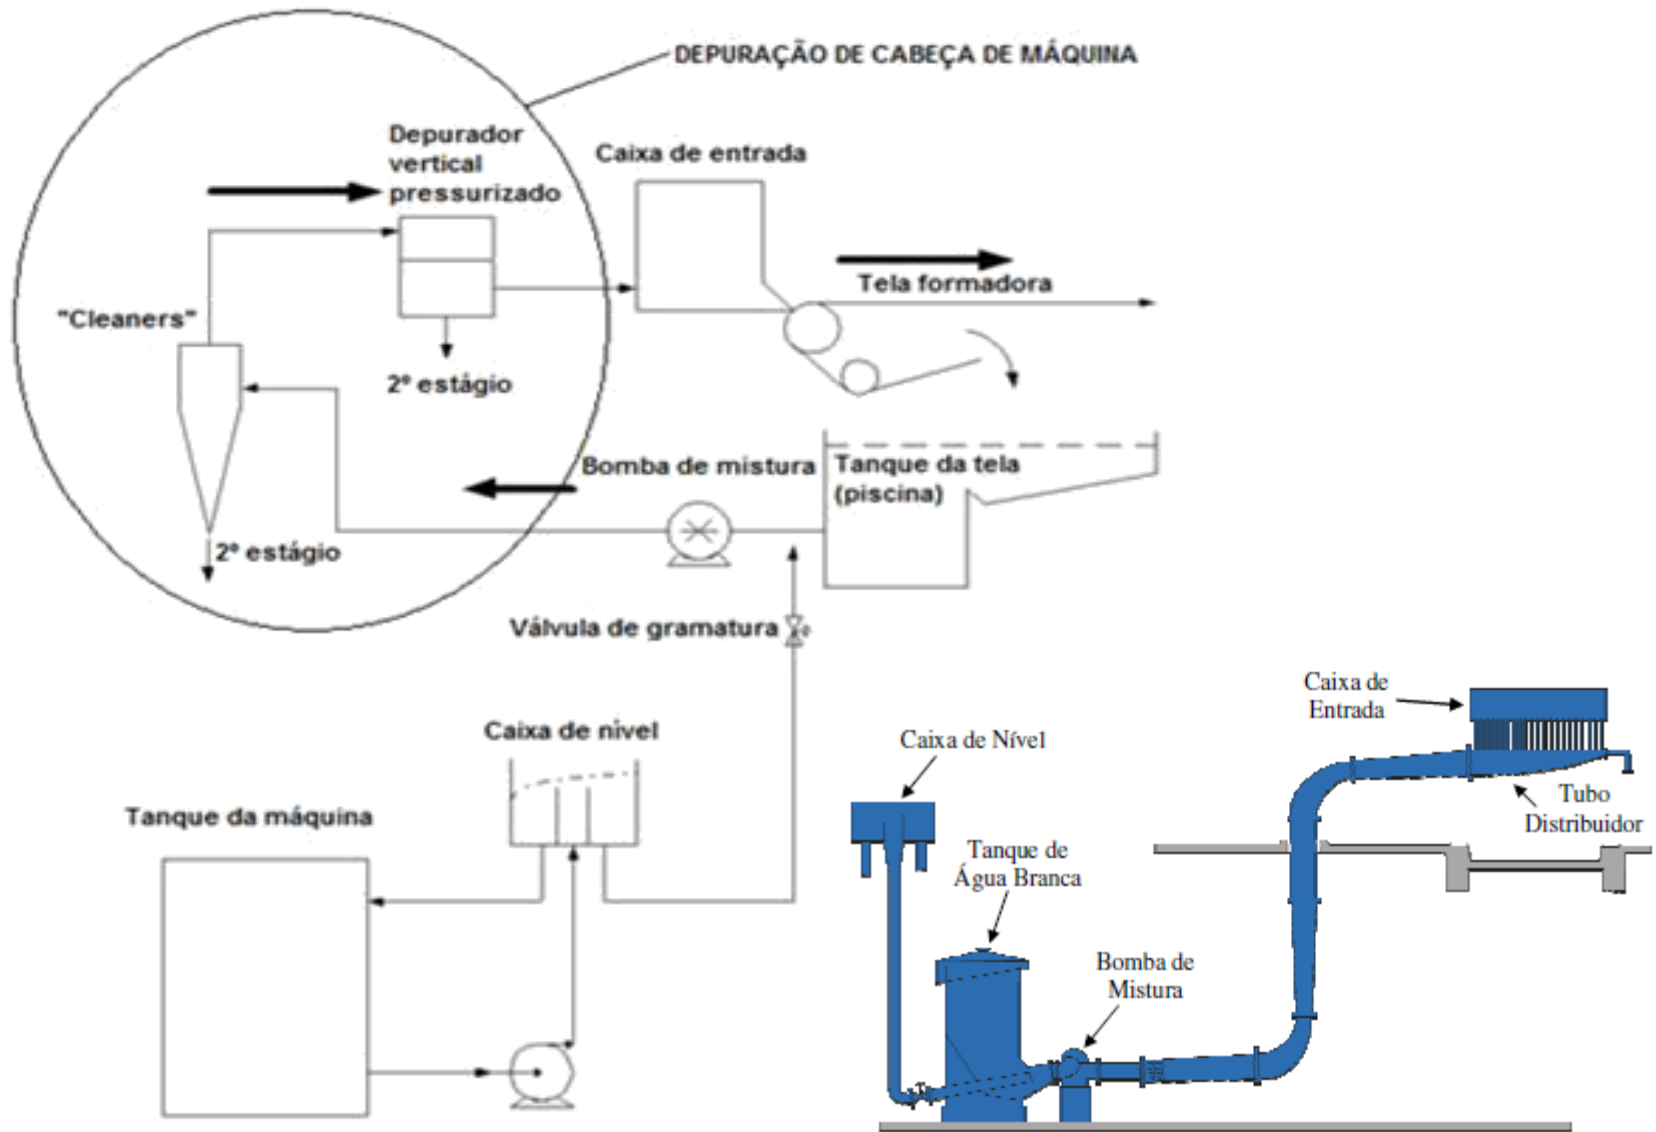 DEPURAÇÃO DE CABEÇA DE MÁQUINA
Depurador
vertical
pressurizado
Caixa de entrada
Tela formadora
"Cleaners"
2º estágio
Bomba de mistura
Tanque da tela
(piscina)
2º estágio
Válvula de gramatura
Caixa de nível
Tanque da máquina
Caixa de
Entrada
Caixa de Nível
Tubo
Distribuidor
Tanque de
Água Branca
Bomba de
Mistura